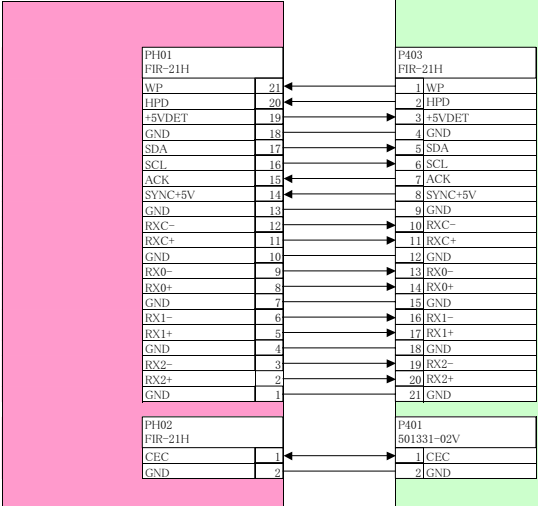 PH01 P403
FIR-21H FIR-21H
WP 21 1 WP
HPD 20 2 HPD
+5VDET 19 3 +5VDET
GND 18 4 GND
SDA 17 5 SDA
SCL 16 6 SCL
ACK 15 7 ACK
SYNC+5V 14 8 SYNC+5V
GND 13 9 GND
RXC- 12 10 RXC-
RXC+ 11 11 RXC+
GND 10 12 GND
RX0- 9 13 RX0-
RX0+ 8 14 RX0+
GND 7 15 GND
RX1- 6 16 RX1-
RX1+ 5 17 RX1+
GND 4 18 GND
RX2- 3 19 RX2-
RX2+ 2 20 RX2+
GND 1 21 GND
PH02 P401
FIR-21H 501331-02V
CEC 1 1 CEC
GND 2 2 GND